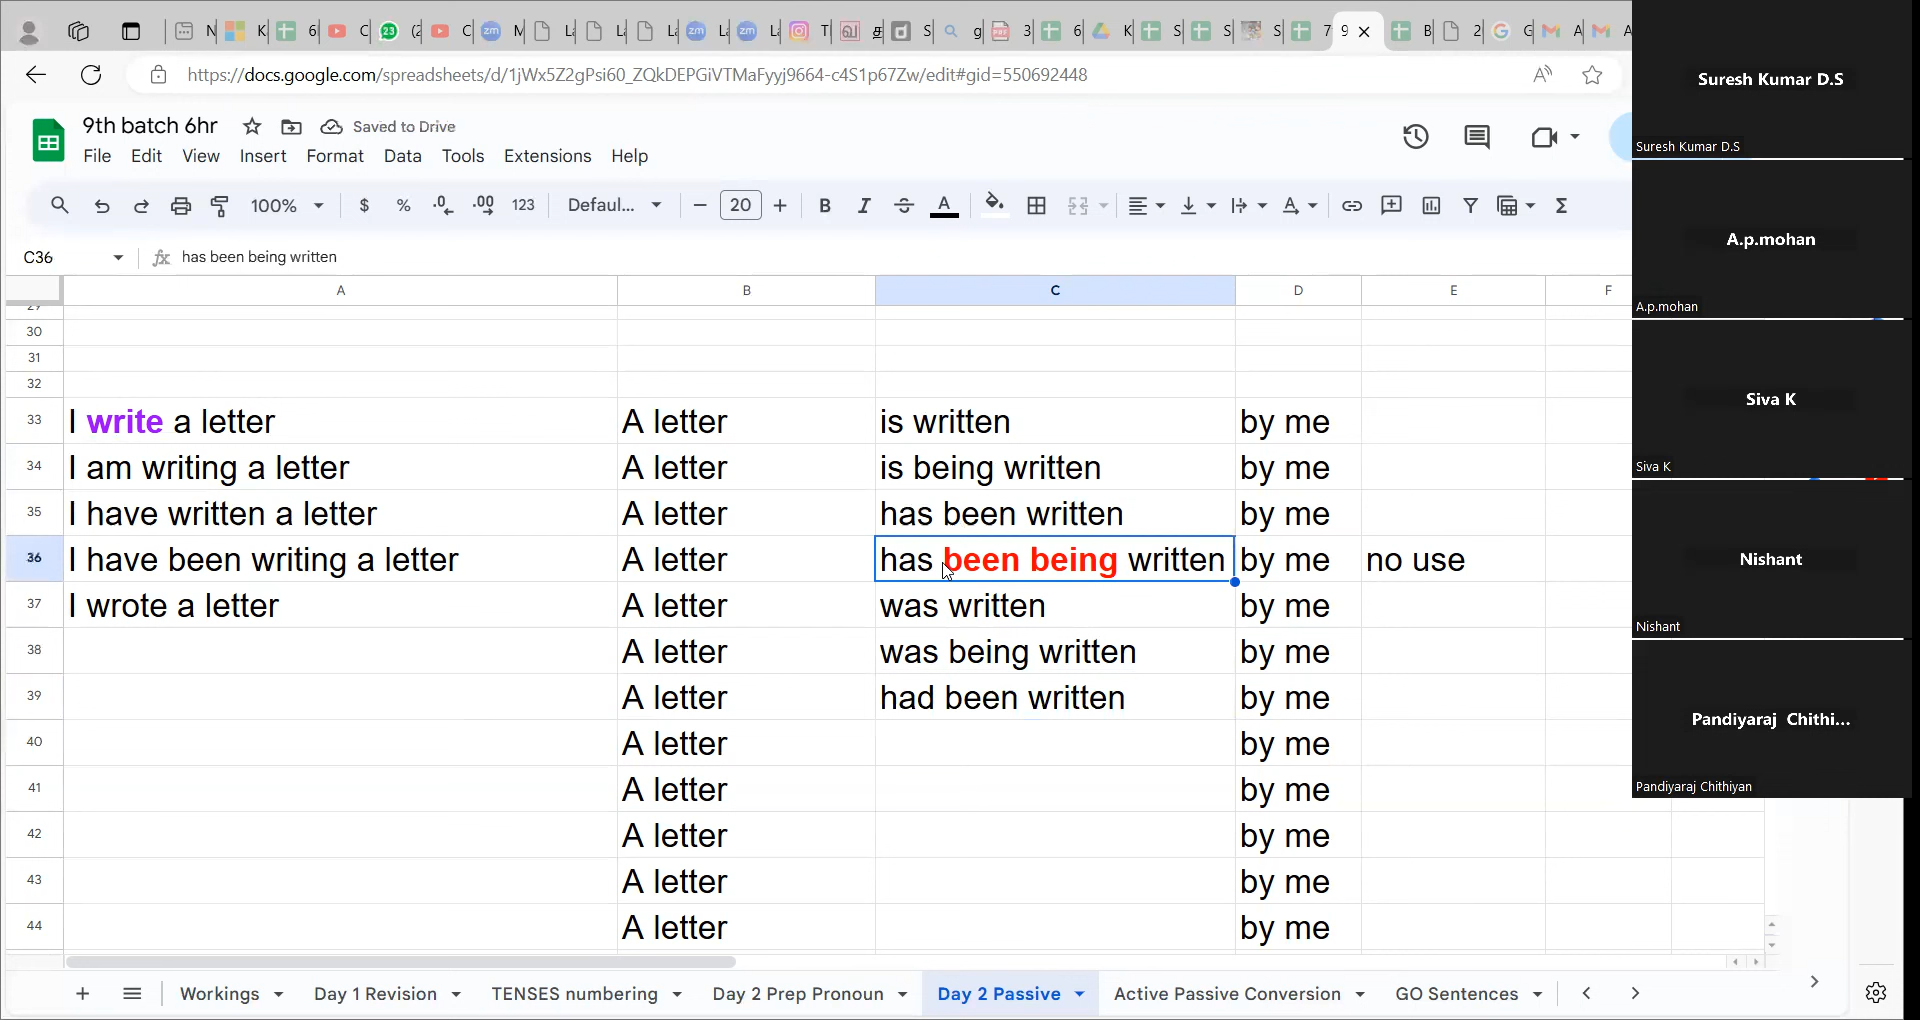 https://docs.google.com/spreadsheets/d/1jWx5Z2gPsi60_ZQkDEPGiVTMaFyyj9664-c4S1p67Zw/edit#gid=550692448
9th batch 6hr
Saved to Drive
File Edit View Insert Format Data Tools Extensions Help
100% $ % .0 .00 123 Defaul... 20
C36 fx has been being written
A B C D E F
30
31
32
33 I write a letter A letter is written by me
34 I am writing a letter A letter is being written by me
35 I have written a letter A letter has been written by me
36 I have been writing a letter A letter has been being written by me no use
37 I wrote a letter A letter was written by me
38 A letter was being written by me
39 A letter had been written by me
40 A letter by me
41 A letter by me
42 A letter by me
43 A letter by me
44 A letter by me
Workings Day 1 Revision TENSES numbering Day 2 Prep Pronoun Day 2 Passive Active Passive Conversion GO Sentences
Suresh Kumar D.S
Suresh Kumar D.S
A.p.mohan
A.p.mohan
Siva K
Siva K
Nishant
Nishant
Pandiyaraj Chithi...
Pandiyaraj Chithiyan